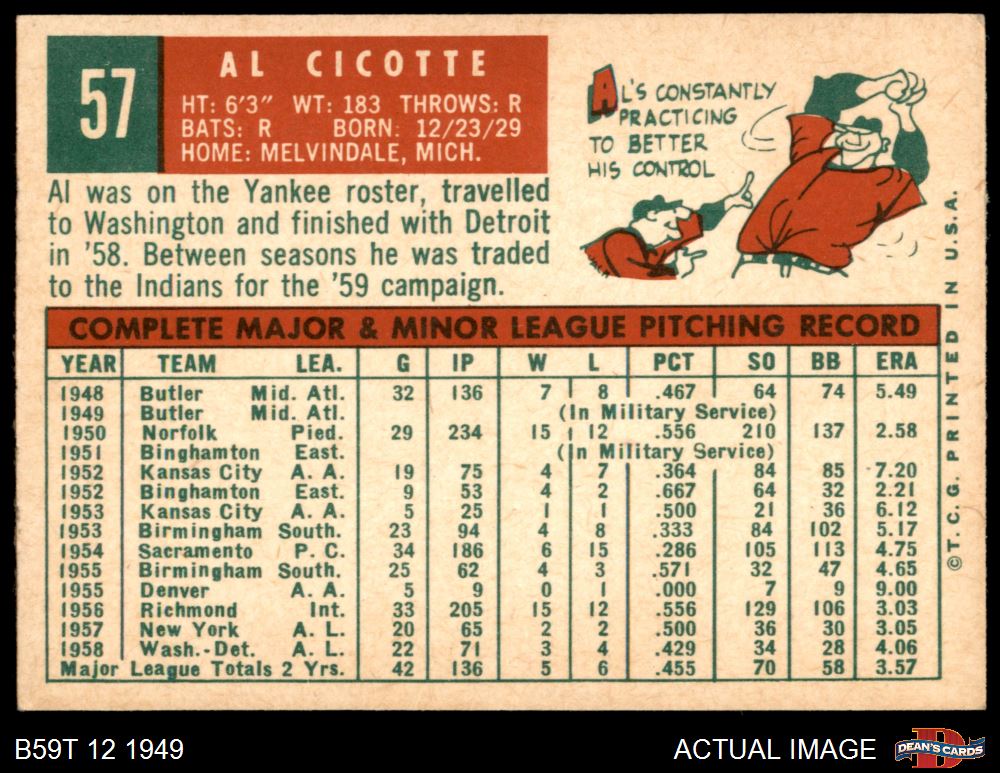 57
AL CICOTTE
HT: 6'3" WT: 183 THROWS: R
BATS: R BORN: 12/23/29
HOME: MELVINDALE, MICH.
Al was on the Yankee roster, travelled
to Washington and finished with Detroit
in '58. Between seasons he was traded
to the Indians for the '59 campaign.
AL'S CONSTANTLY
PRACTICING
TO BETTER
HIS CONTROL
JACK
COMPLETE MAJOR & MINOR LEAGUE PITCHING RECORD
YEAR TEAM LEA. G IP W L PCT SO BB ERA
1948 Butler Mid. Atl. 32 136 7 8 .467 64 74 5.49
1949 Butler Mid. Atl. (In Military Service)
1950 Norfolk Pied. 29 234 15 12 .556 210 137 2.58
1951 Binghamton East. (In Military Service)
1952 Kansas City A. A. 19 75 4 7 .364 84 85 7.20
1952 Binghamton East. 9 53 4 2 .667 64 32 2.21
1953 Kansas City A. A. 5 25 1 1 .500 21 36 6.12
1953 Birmingham South. 23 94 4 8 .333 84 102 5.17
1954 Sacramento P. C. 34 186 6 15 .286 105 113 4.75
1955 Birmingham South. 25 62 4 3 .571 32 47 4.65
1955 Denver A. A. 5 9 0 1 .000 7 9 9.00
1956 Richmond Int. 33 205 15 12 .556 129 106 3.03
1957 New York A. L. 20 65 2 2 .500 36 30 3.05
1958 Wash.-Det. A. L. 22 71 3 4 .429 34 28 4.06
Major League Totals 2 Yrs. 42 136 5 6 .455 70 58 3.57
©T.C.G. PRINTED IN U.S.A.
B59T 12 1949
ACTUAL IMAGE
D
DEAN'S CARDS